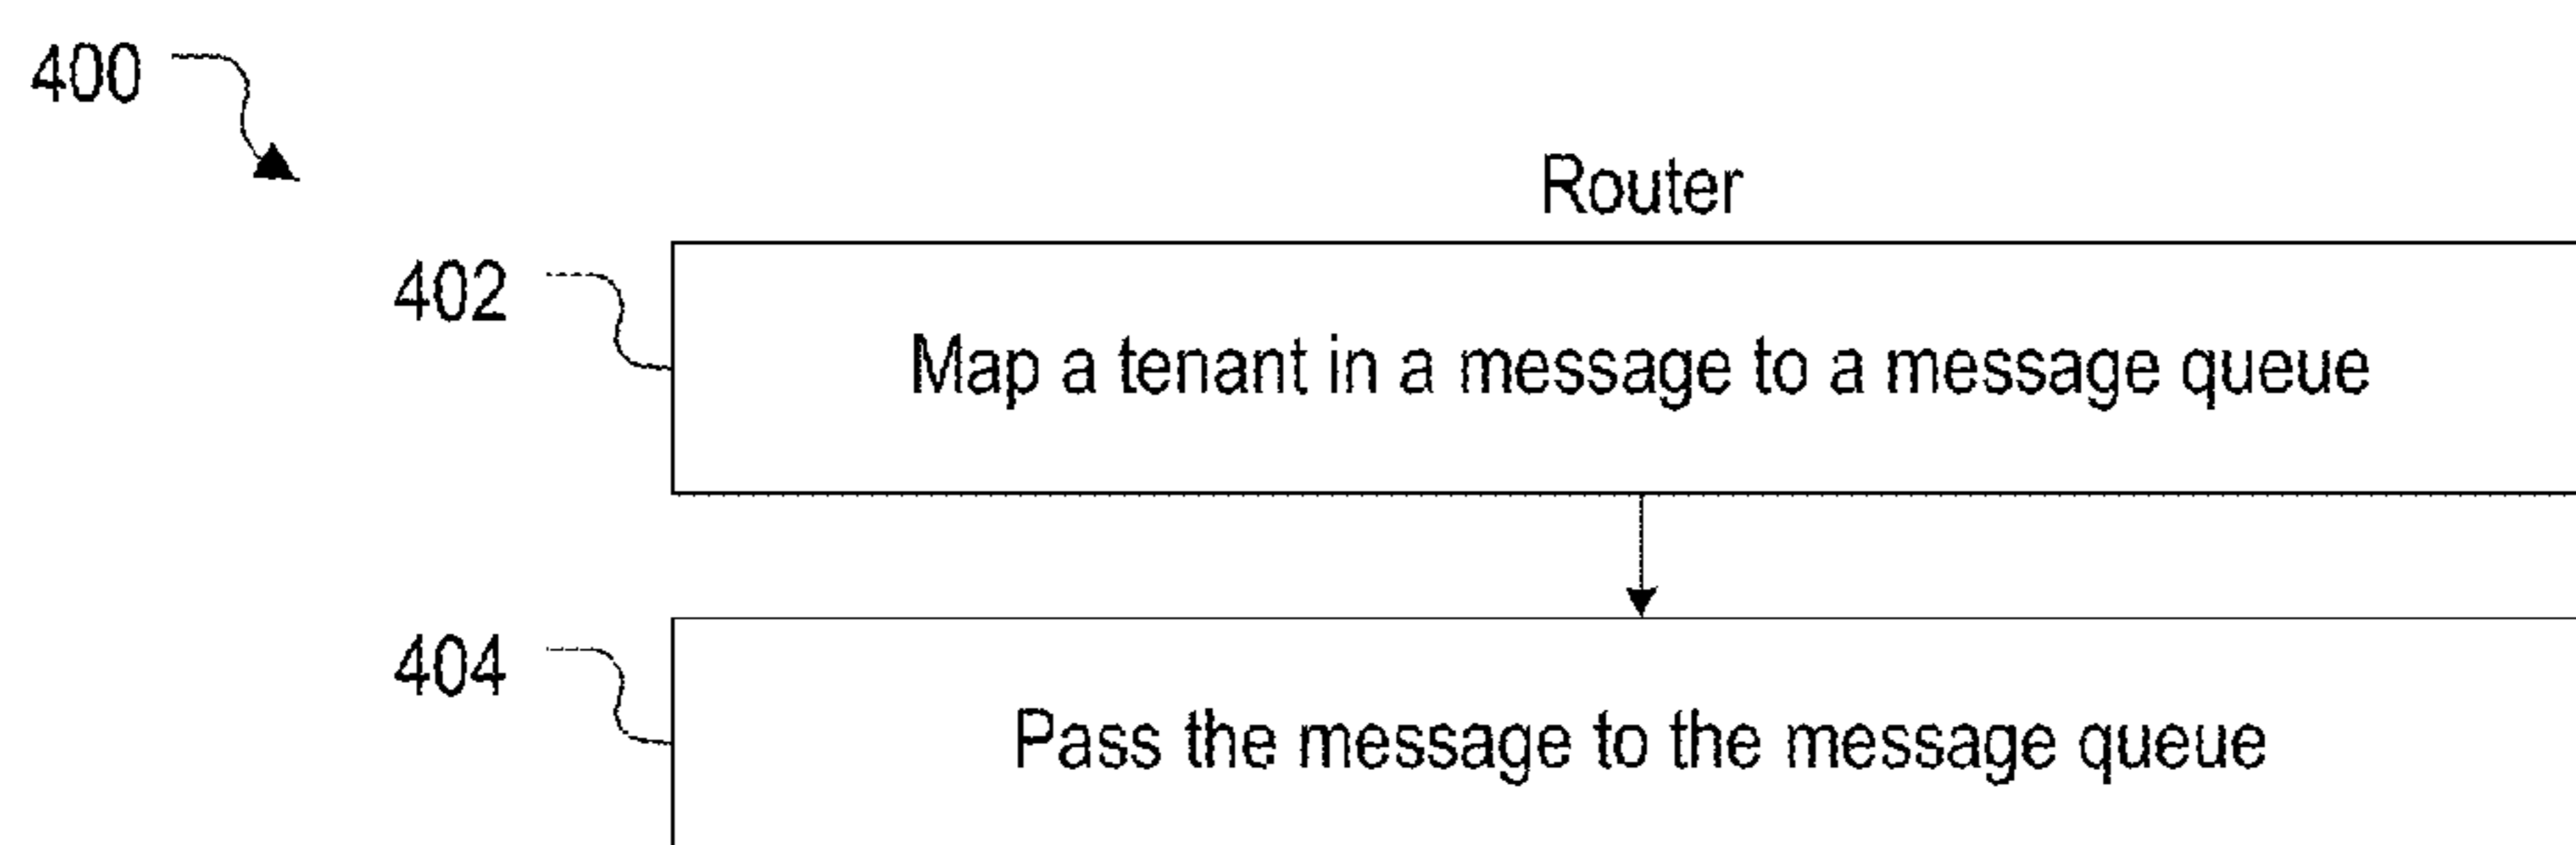 400
Router
402
Map a tenant in a message to a message queue
404
Pass the message to the message queue